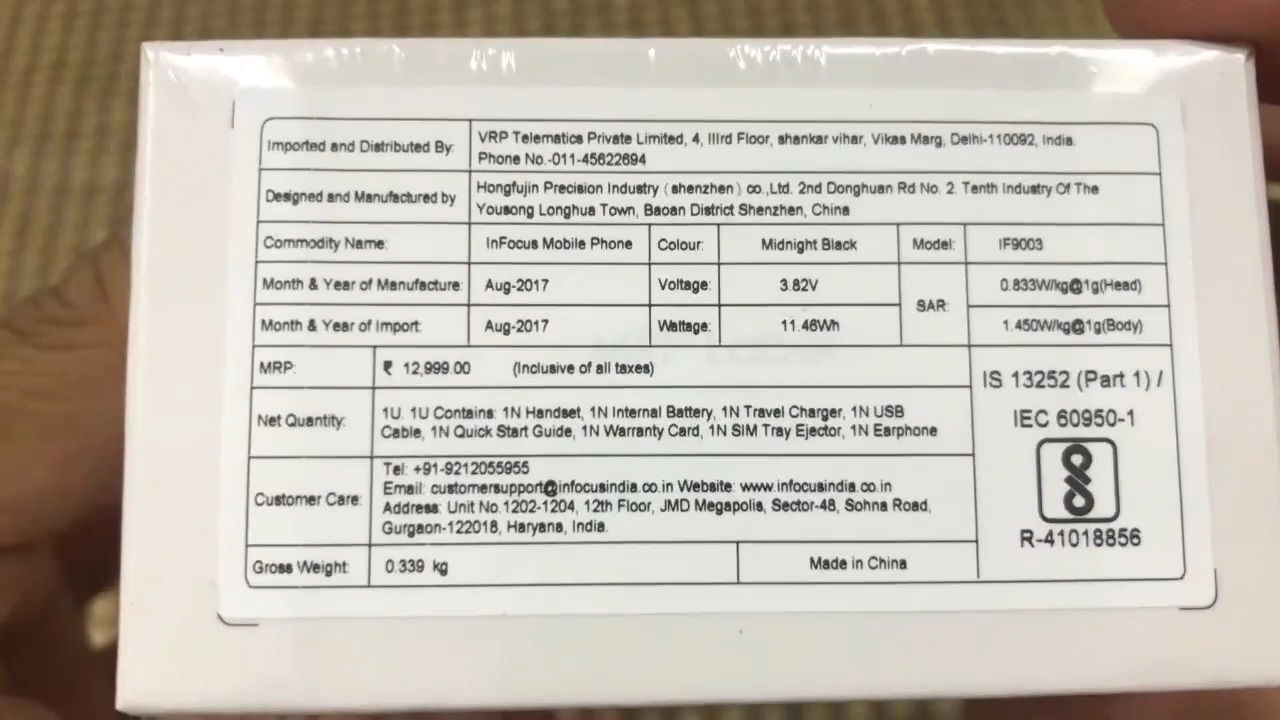 Imported and Distributed By:
VRP Telematics Private Limited, 4, IIIrd Floor, shankar vihar, Vikas Marg, Delhi-110092, India.
Phone No.-011-45622694
Designed and Manufactured by
Hongfujin Precision Industry (shenzhen) co.,Ltd. 2nd Donghuan Rd No. 2. Tenth Industry Of The
Yousong Longhua Town, Baoan District Shenzhen, China
Commodity Name: InFocus Mobile Phone Colour: Midnight Black Model: IF9003
Month & Year of Manufacture: Aug-2017 Voltage: 3.82V SAR: 0.833W/kg@1g(Head)
Month & Year of Import: Aug-2017 Wattage: 11.46Wh 1.450W/kg@1g(Body)
MRP: ₹ 12,999.00 (Inclusive of all taxes)
Net Quantity:
1U. 1U Contains: 1N Handset, 1N Internal Battery, 1N Travel Charger, 1N USB
Cable, 1N Quick Start Guide, 1N Warranty Card, 1N SIM Tray Ejector, 1N Earphone
Customer Care:
Tel: +91-9212055955
Email: customersupport@infocusindia.co.in Website: www.infocusindia.co.in
Address: Unit No.1202-1204, 12th Floor, JMD Megapolis, Sector-48, Sohna Road,
Gurgaon-122018, Haryana, India.
Gross Weight: 0.339 kg Made in China
IS 13252 (Part 1) /
IEC 60950-1
R-41018856